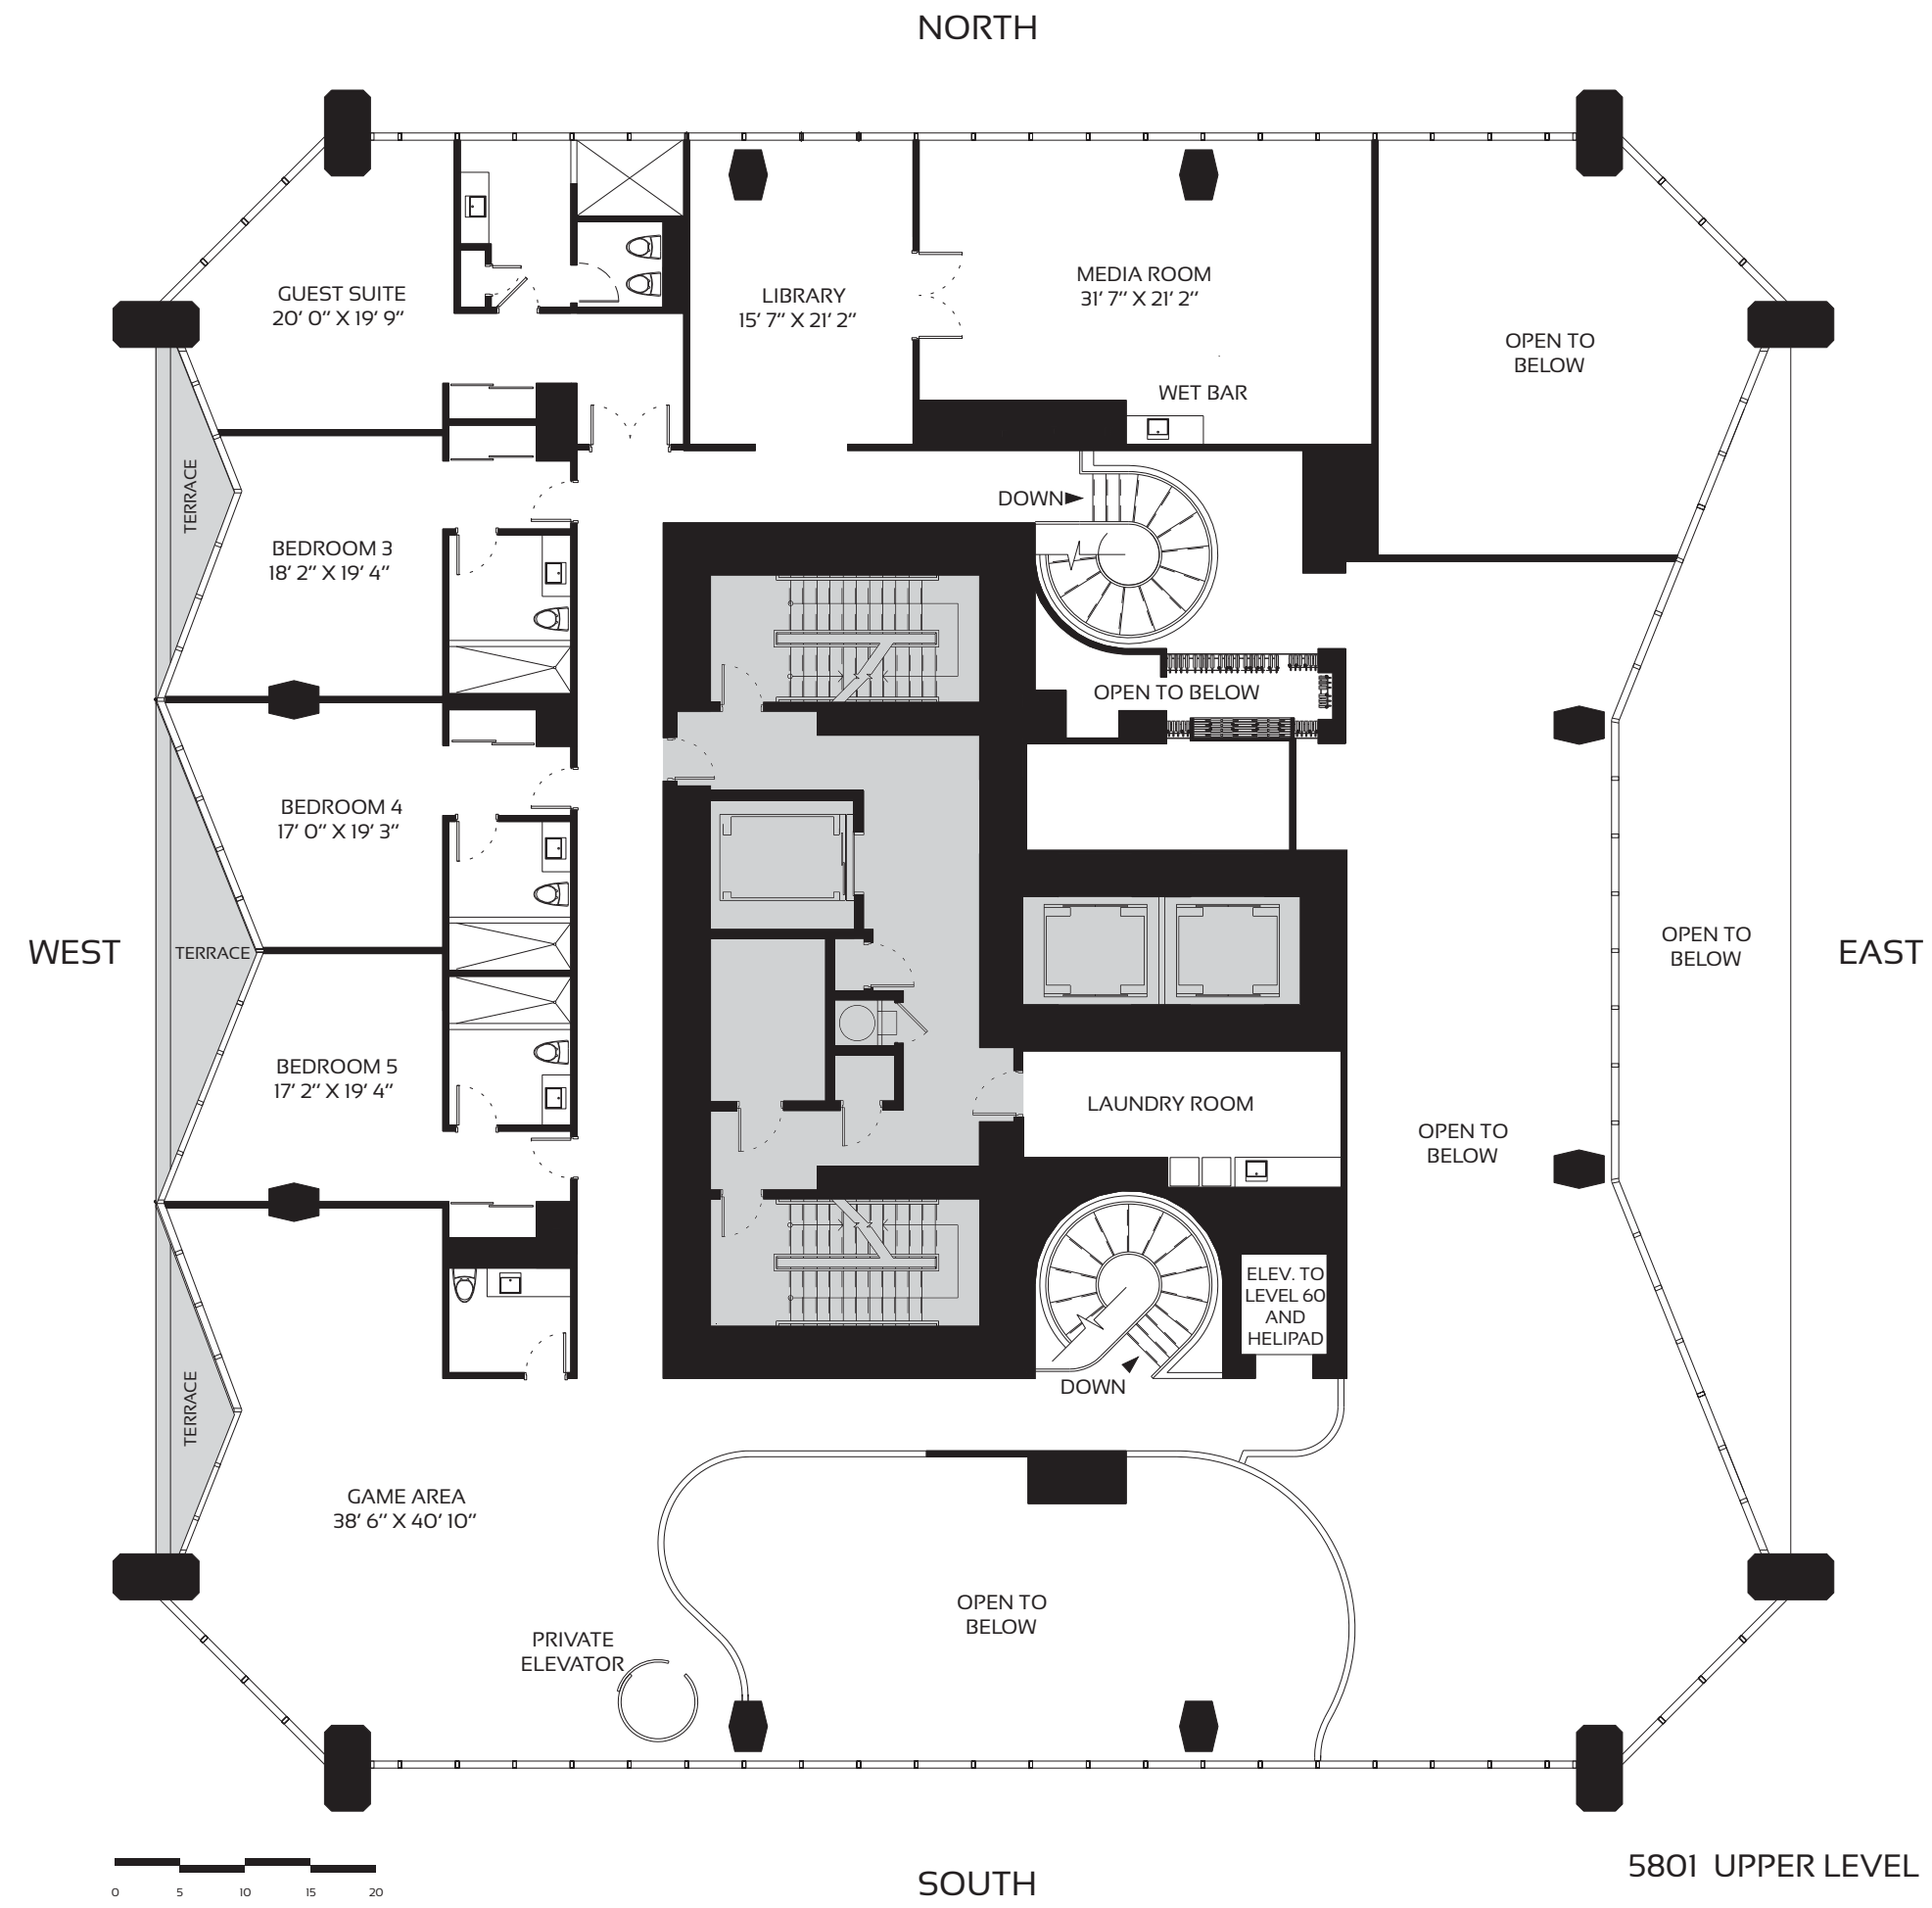 NORTH
GUEST SUITE
20' 0" X 19' 9"
LIBRARY
15' 7" X 21' 2"
MEDIA ROOM
31' 7" X 21' 2"
WET BAR
OPEN TO
BELOW
TERRACE
DOWN
BEDROOM 3
18' 2" X 19' 4"
OPEN TO BELOW
BEDROOM 4
17' 0" X 19' 3"
WEST
TERRACE
OPEN TO
BELOW
EAST
BEDROOM 5
17' 2" X 19' 4"
LAUNDRY ROOM
OPEN TO
BELOW
ELEV. TO
LEVEL 60
AND
HELIPAD
DOWN
TERRACE
GAME AREA
38' 6" X 40' 10"
OPEN TO
BELOW
PRIVATE
ELEVATOR
0 5 10 15 20
SOUTH
5801 UPPER LEVEL